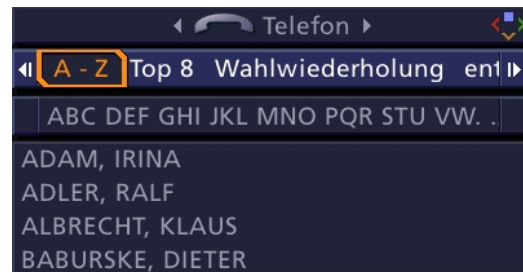 Telefon
A - Z Top 8 Wahlwiederholung ent
ABC DEF GHI JKL MNO PQR STU VW. .
ADAM, IRINA
ADLER, RALF
ALBRECHT, KLAUS
BABURSKE, DIETER